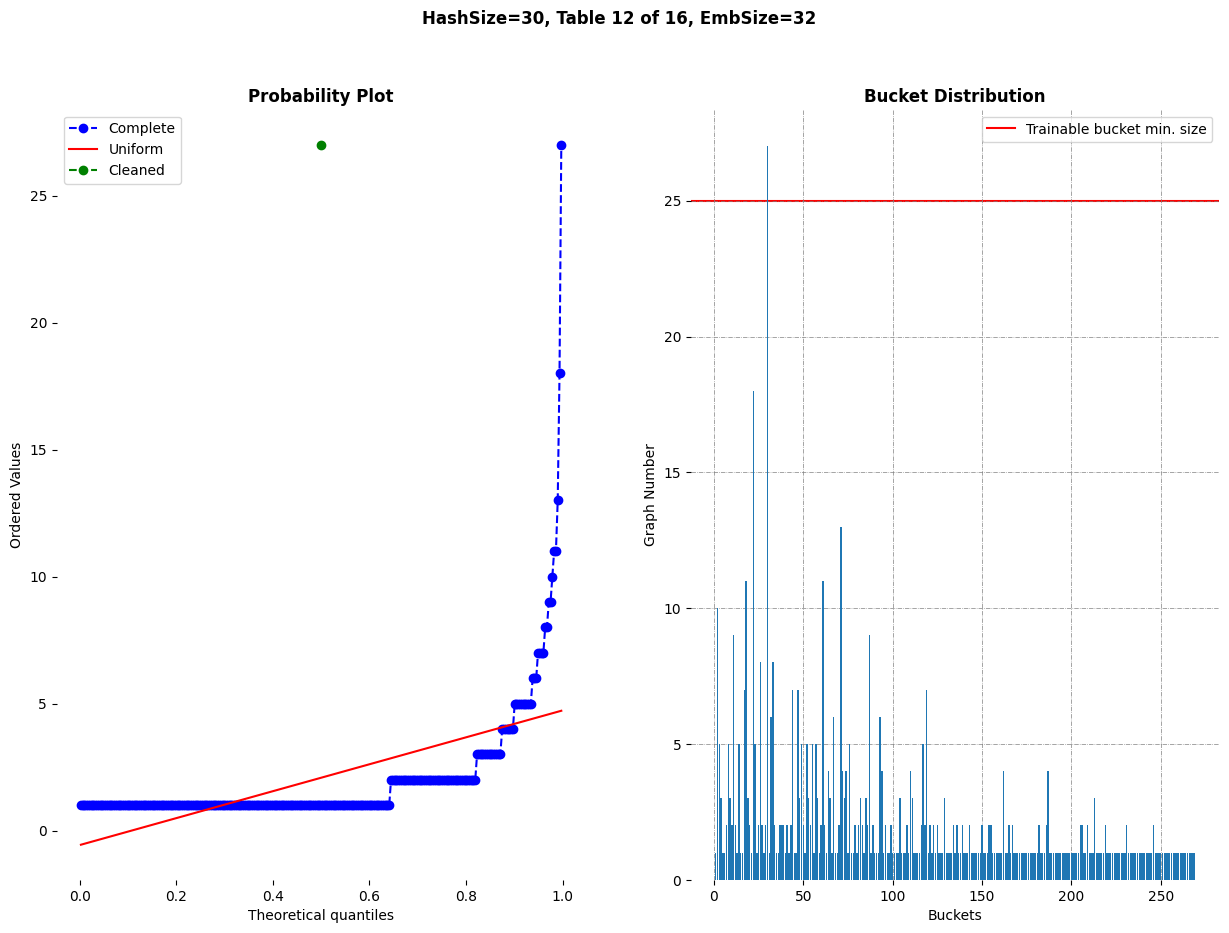 HashSize=30, Table 12 of 16, EmbSize=32
Probability Plot
Complete
Uniform
Cleaned
Ordered Values
25
20
15
10
5
0
0.0 0.2 0.4 0.6 0.8 1.0
Theoretical quantiles
Bucket Distribution
Trainable bucket min. size
Graph Number
25
20
15
10
5
0
0 50 100 150 200 250
Buckets